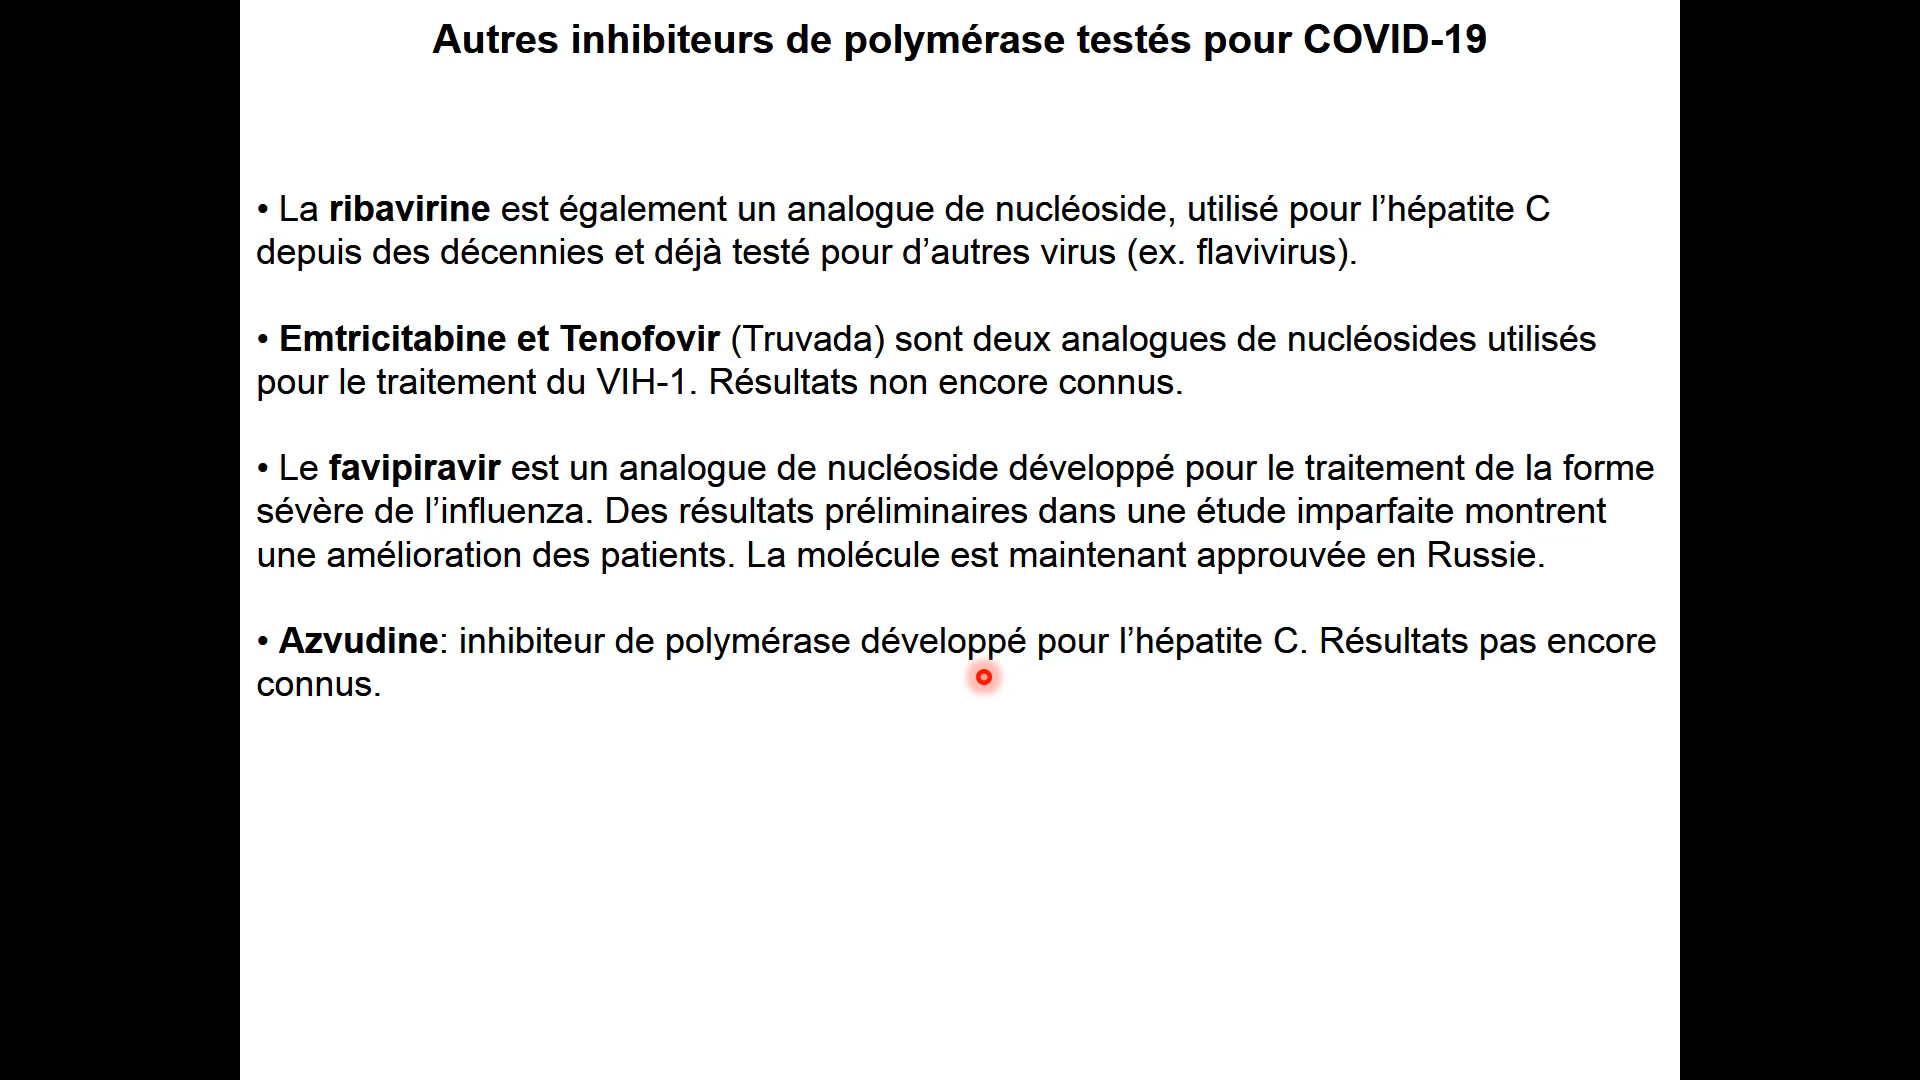 Autres inhibiteurs de polymérase testés pour COVID-19
• La ribavirine est également un analogue de nucléoside, utilisé pour l’hépatite C
depuis des décennies et déjà testé pour d’autres virus (ex. flavivirus).
• Emtricitabine et Tenofovir (Truvada) sont deux analogues de nucléosides utilisés
pour le traitement du VIH-1. Résultats non encore connus.
• Le favipiravir est un analogue de nucléoside développé pour le traitement de la forme
sévère de l’influenza. Des résultats préliminaires dans une étude imparfaite montrent
une amélioration des patients. La molécule est maintenant approuvée en Russie.
• Azvudine: inhibiteur de polymérase développé pour l’hépatite C. Résultats pas encore
connus.